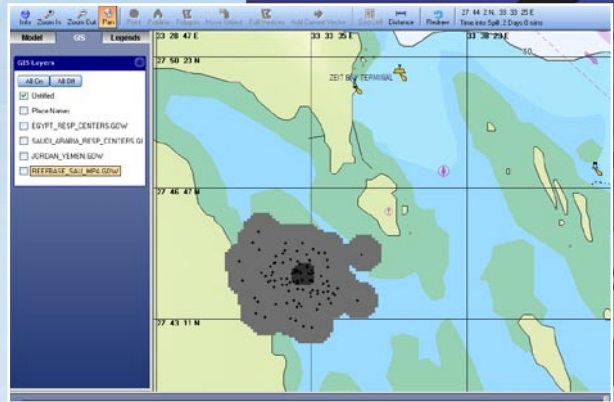 Info Zoom In Zoom Out Pan Point Polyline Polygon Move Object Edit Vertices Add Current Vector Grid Cell Distance Redraw
27 44 2 N, 33 33 25 E
Time into Spill: 2 Days 0 mins
Model GIS Legends
GIS Layers
All On All Off
Untitled
Place Names
EGYPT_RESP_CENTERS.GDW
SAUDI_ARABIA_RESP_CENTERS.GI
JORDAN_YEMEN.GDW
REEFBASE_SAU_MPA.GDW
33 28 47 E
33 33 35 E
33 38 23 E
50
27 50 23 N
ZEIT BAY TERMINAL
27 46 47 N
27 43 11 N